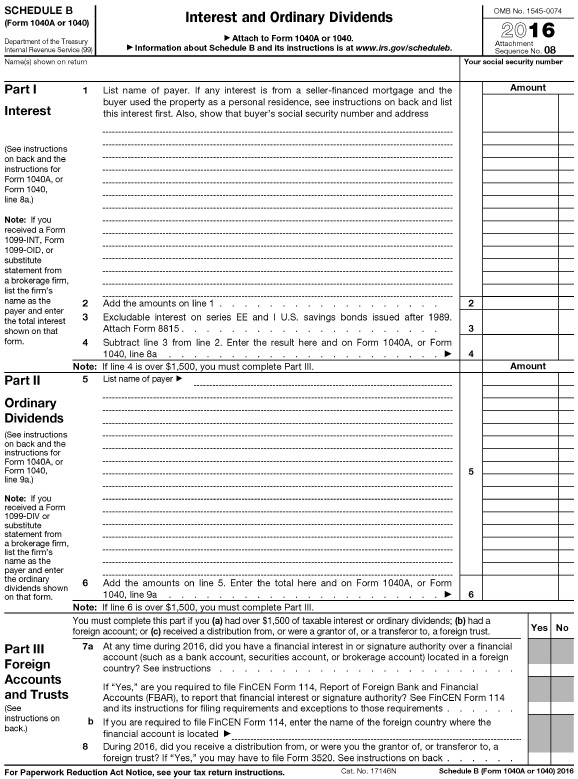 SCHEDULE B
(Form 1040A or 1040)
Department of the Treasury
Internal Revenue Service (99)
Interest and Ordinary Dividends
▶ Attach to Form 1040A or 1040.
▶ Information about Schedule B and its instructions is at www.irs.gov/scheduleb.
OMB No. 1545-0074
2016
Attachment
Sequence No. 08
Name(s) shown on return
Your social security number
Part I
Interest
(See instructions
on back and the
instructions for
Form 1040A, or
Form 1040,
line 8a.)
Note: If you
received a Form
1099-INT, Form
1099-OID, or
substitute
statement from
a brokerage firm,
list the firm's
name as the
payer and enter
the total interest
shown on that
form.
1 List name of payer. If any interest is from a seller-financed mortgage and the
buyer used the property as a personal residence, see instructions on back and list
this interest first. Also, show that buyer's social security number and address
Amount
2 Add the amounts on line 1 . . . . . . . . . . . . . . . . . . 2
3 Excludable interest on series EE and I U.S. savings bonds issued after 1989.
Attach Form 8815 . . . . . . . . . . . . . . . . . . . . . 3
4 Subtract line 3 from line 2. Enter the result here and on Form 1040A, or Form
1040, line 8a . . . . . . . . . . . . . . . . . . . . . . ▶ 4
Note: If line 4 is over $1,500, you must complete Part III.
Amount
Part II
Ordinary
Dividends
(See instructions
on back and the
instructions for
Form 1040A, or
Form 1040,
line 9a.)
Note: If you
received a Form
1099-DIV or
substitute
statement from
a brokerage firm,
list the firm's
name as the
payer and enter
the ordinary
dividends shown
on that form.
5 List name of payer ▶
5
6 Add the amounts on line 5. Enter the total here and on Form 1040A, or Form
1040, line 9a . . . . . . . . . . . . . . . . . . . . . . ▶ 6
Note: If line 6 is over $1,500, you must complete Part III.
You must complete this part if you (a) had over $1,500 of taxable interest or ordinary dividends; (b) had a
foreign account; or (c) received a distribution from, or were a grantor of, or a transferor to, a foreign trust.
Yes No
Part III
Foreign
Accounts
and Trusts
(See
instructions on
back.)
7a At any time during 2016, did you have a financial interest in or signature authority over a financial
account (such as a bank account, securities account, or brokerage account) located in a foreign
country? See instructions . . . . . . . . . . . . . . . . . . . . . .
If "Yes," are you required to file FinCEN Form 114, Report of Foreign Bank and Financial
Accounts (FBAR), to report that financial interest or signature authority? See FinCEN Form 114
and its instructions for filing requirements and exceptions to those requirements . . . . . .
b If you are required to file FinCEN Form 114, enter the name of the foreign country where the
financial account is located ▶
8 During 2016, did you receive a distribution from, or were you the grantor of, or transferor to, a
foreign trust? If "Yes," you may have to file Form 3520. See instructions on back . . . . . .
For Paperwork Reduction Act Notice, see your tax return instructions.
Cat. No. 17146N
Schedule B (Form 1040A or 1040) 2016